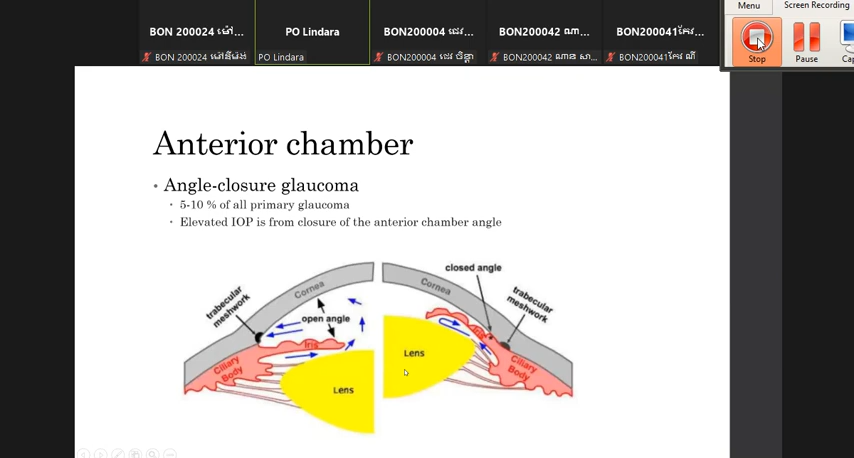 Menu
Screen Recording
BON 200024 ម៉ៅ...
PO Lindara
BON200004 ...
BON200042 ណា...
BON200041កែវ...
BON 200024 ម៉ៅនីម៉ង់
PO Lindara
BON200004 ចិន្តា
BON200042 ណាន សា...
BON200041កែវ ណី
Stop
Pause
Cap
Anterior chamber
• Angle-closure glaucoma
• 5-10 % of all primary glaucoma
• Elevated IOP is from closure of the anterior chamber angle
trabecular
meshwork
Cornea
open angle
Iris
Ciliary
Body
Lens
closed angle
Cornea
trabecular
meshwork
Lens
Ciliary
Body